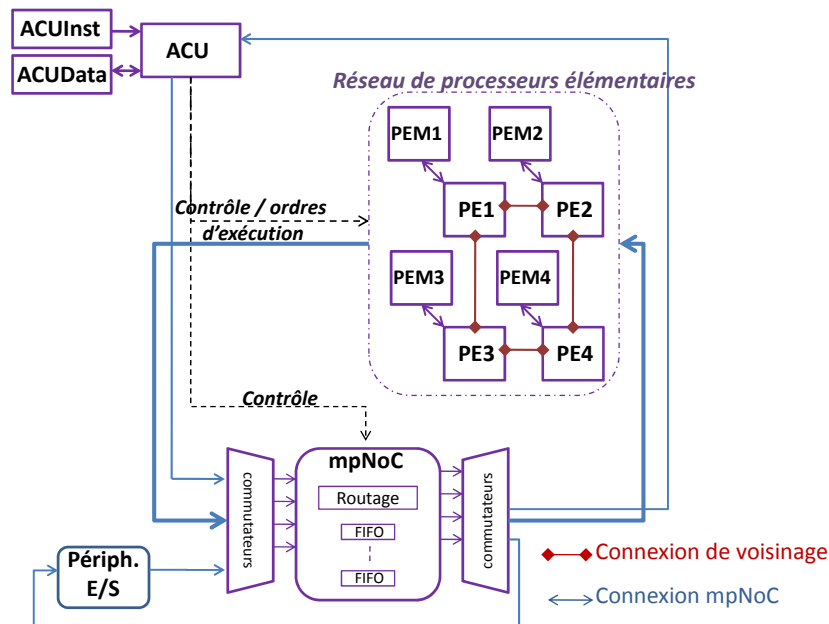 ACUInst
ACU
ACUData
Réseau de processeurs élémentaires
PEM1
PEM2
PE1
PE2
Contrôle / ordres
d'exécution
PEM3
PEM4
PE3
PE4
Contrôle
mpNoC
commutateurs
Routage
FIFO
FIFO
commutateurs
Périph.
E/S
Connexion de voisinage
Connexion mpNoC